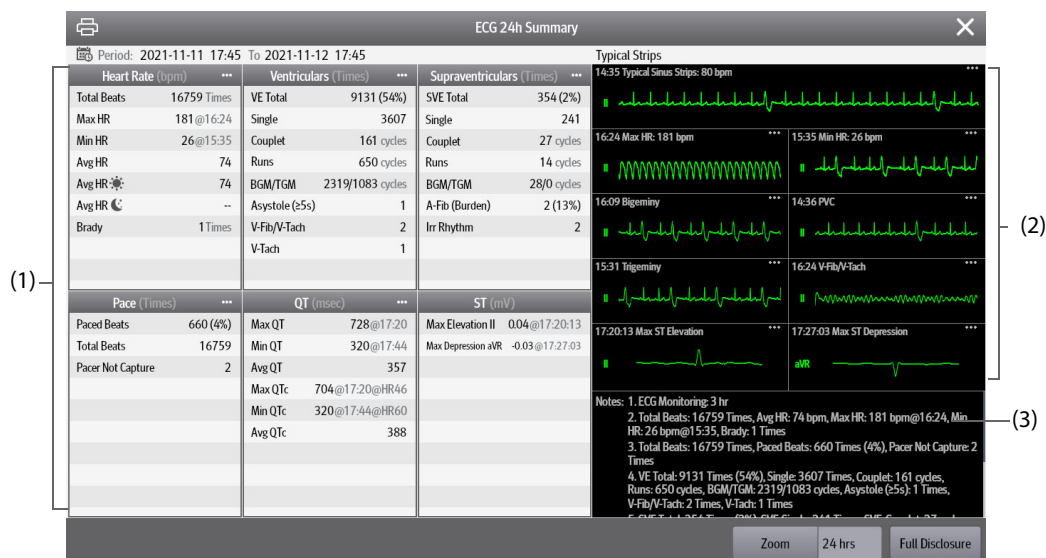 ECG 24h Summary
Period: 2021-11-11 17:45 To 2021-11-12 17:45
Typical Strips
(1)
Heart Rate (bpm) •••
Total Beats 16759 Times
Max HR 181@16:24
Min HR 26@15:35
Avg HR 74
Avg HR 74
Avg HR --
Brady 1 Times
Ventriculars (Times) •••
VE Total 9131 (54%)
Single 3607
Couplet 161 cycles
Runs 650 cycles
BGM/TGM 2319/1083 cycles
Asystole (≥5s) 1
V-Fib/V-Tach 2
V-Tach 1
Supraventriculars (Times) •••
SVE Total 354 (2%)
Single 241
Couplet 27 cycles
Runs 14 cycles
BGM/TGM 28/0 cycles
A-Fib (Burden) 2 (13%)
Irr Rhythm 2
Pace (Times) •••
Paced Beats 660 (4%)
Total Beats 16759
Pacer Not Capture 2
QT (msec) •••
Max QT 728@17:20
Min QT 320@17:44
Avg QT 357
Max QTc 704@17:20@HR46
Min QTc 320@17:44@HR60
Avg QTc 388
ST (mV)
Max Elevation II 0.04@17:20:13
Max Depression aVR -0.03@17:27:03
14:35 Typical Sinus Strips: 80 bpm •••
II
16:24 Max HR: 181 bpm •••
II
15:35 Min HR: 26 bpm •••
II
16:09 Bigeminy •••
II
14:36 PVC •••
II
15:31 Trigeminy •••
II
16:24 V-Fib/V-Tach •••
II
17:20:13 Max ST Elevation •••
II
17:27:03 Max ST Depression •••
aVR
(2)
Notes: 1. ECG Monitoring: 3 hr
2. Total Beats: 16759 Times, Avg HR: 74 bpm, Max HR: 181 bpm@16:24, Min
HR: 26 bpm@15:35, Brady: 1 Times
3. Total Beats: 16759 Times, Paced Beats: 660 Times (4%), Pacer Not Capture: 2
Times
4. VE Total: 9131 Times (54%), Single: 3607 Times, Couplet: 161 cycles,
Runs: 650 cycles, BGM/TGM: 2319/1083 cycles, Asystole (≥5s): 1 Times,
V-Fib/V-Tach: 2 Times, V-Tach: 1 Times
(3)
Zoom
24 hrs
Full Disclosure